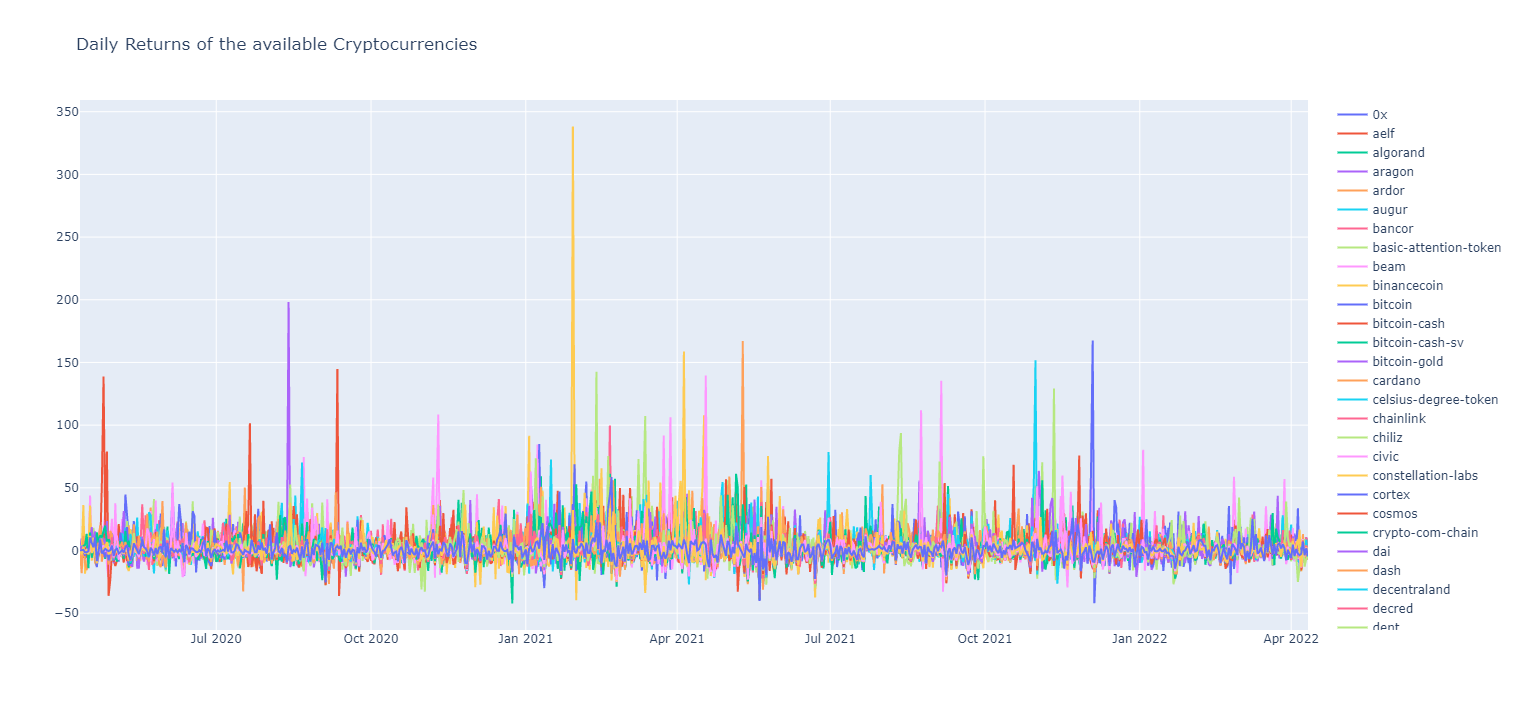 Daily Returns of the available Cryptocurrencies
350
300
250
200
150
100
50
0
−50
Jul 2020
Oct 2020
Jan 2021
Apr 2021
Jul 2021
Oct 2021
Jan 2022
Apr 2022
0x
aelf
algorand
aragon
ardor
augur
bancor
basic-attention-token
beam
binancecoin
bitcoin
bitcoin-cash
bitcoin-cash-sv
bitcoin-gold
cardano
celsius-degree-token
chainlink
chiliz
civic
constellation-labs
cortex
cosmos
crypto-com-chain
dai
dash
decentraland
decred
dent